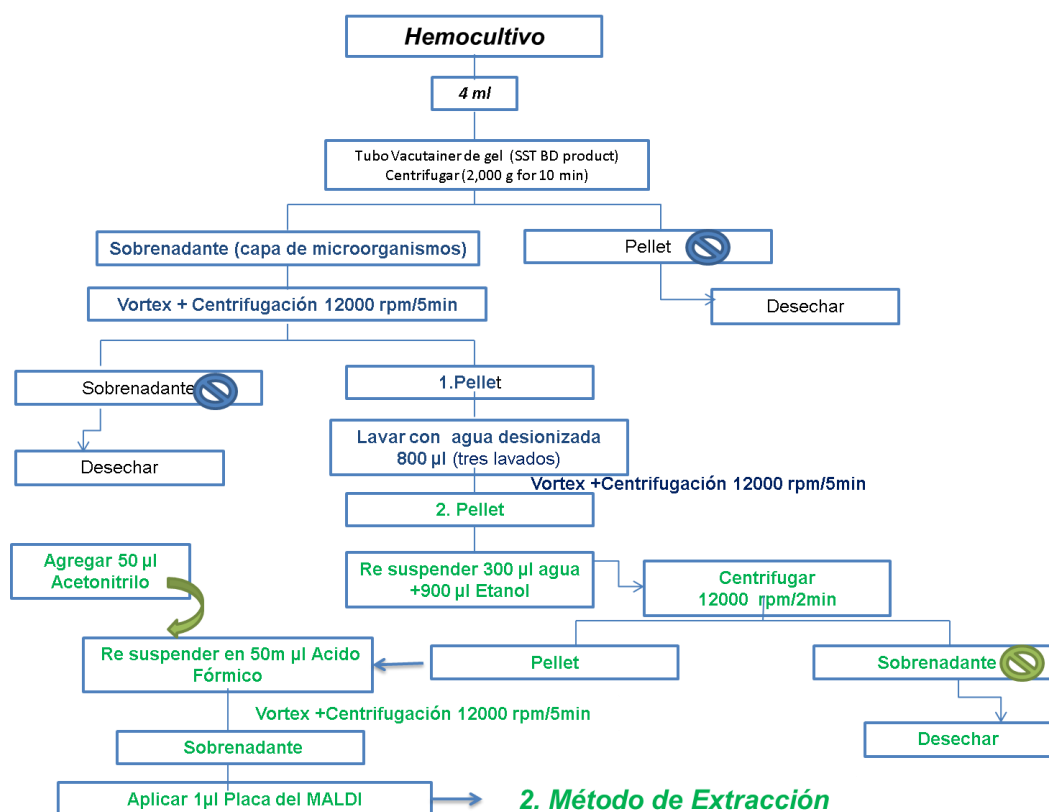 Hemocultivo
4 ml
Tubo Vacutainer de gel (SST BD product)
Centrifugar (2,000 g for 10 min)
Sobrenadante (capa de microorganismos)
Pellet
Vortex + Centrifugación 12000 rpm/5min
Desechar
Sobrenadante
1.Pellet
Lavar con agua desionizada
800 µl (tres lavados)
Desechar
Vortex +Centrifugación 12000 rpm/5min
2. Pellet
Agregar 50 µl
Acetonitrilo
Re suspender 300 µl agua
+900 µl Etanol
Centrifugar
12000 rpm/2min
Re suspender en 50m µl Acido
Fórmico
Pellet
Sobrenadante
Vortex +Centrifugación 12000 rpm/5min
Sobrenadante
Desechar
Aplicar 1µl Placa del MALDI
2. Método de Extracción